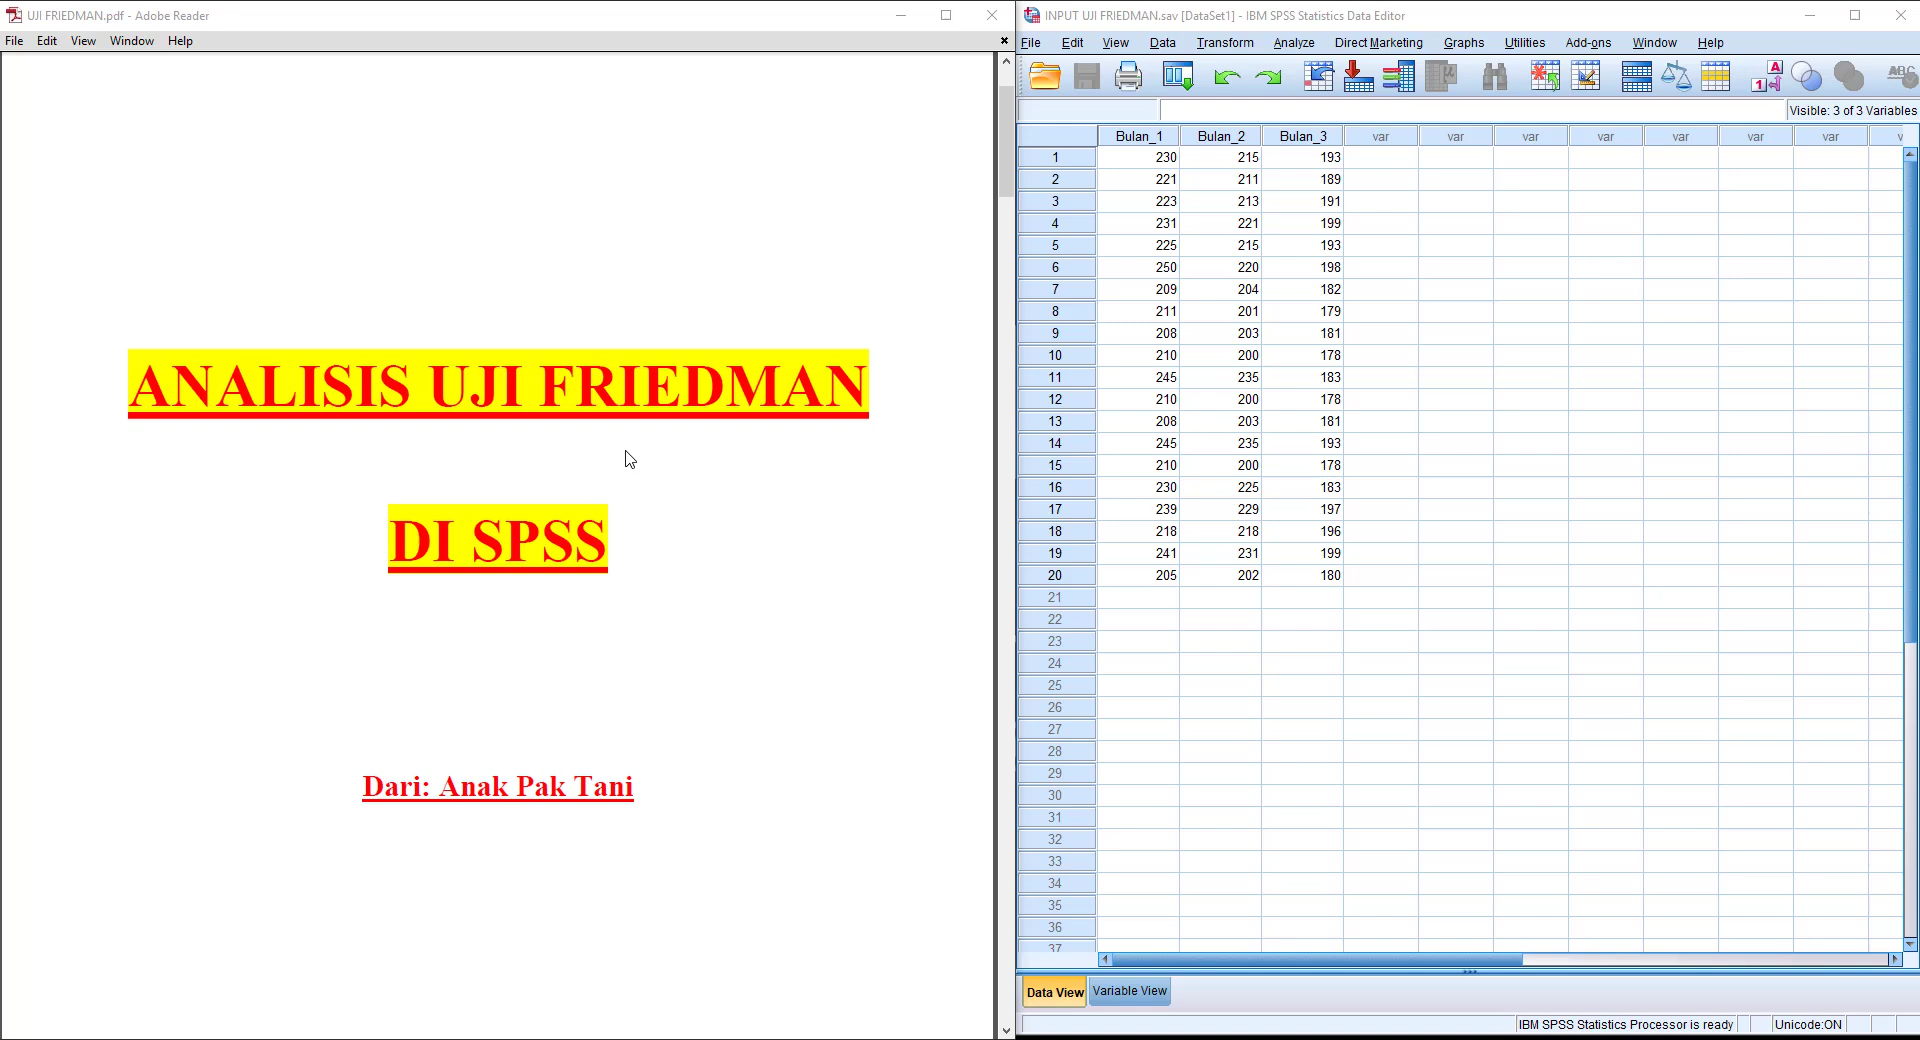 UJI FRIEDMAN.pdf - Adobe Reader
File Edit View Window Help
ANALISIS UJI FRIEDMAN
DI SPSS
Dari: Anak Pak Tani
INPUT UJI FRIEDMAN.sav [DataSet1] - IBM SPSS Statistics Data Editor
File Edit View Data Transform Analyze Direct Marketing Graphs Utilities Add-ons Window Help
Visible: 3 of 3 Variables
Bulan_1 Bulan_2 Bulan_3 var var var var var var var v
1 230 215 193
2 221 211 189
3 223 213 191
4 231 221 199
5 225 215 193
6 250 220 198
7 209 204 182
8 211 201 179
9 208 203 181
10 210 200 178
11 245 235 183
12 210 200 178
13 208 203 181
14 245 235 193
15 210 200 178
16 230 225 183
17 239 229 197
18 218 218 196
19 241 231 199
20 205 202 180
21
22
23
24
25
26
27
28
29
30
31
32
33
34
35
36
37
Data View Variable View
IBM SPSS Statistics Processor is ready Unicode:ON